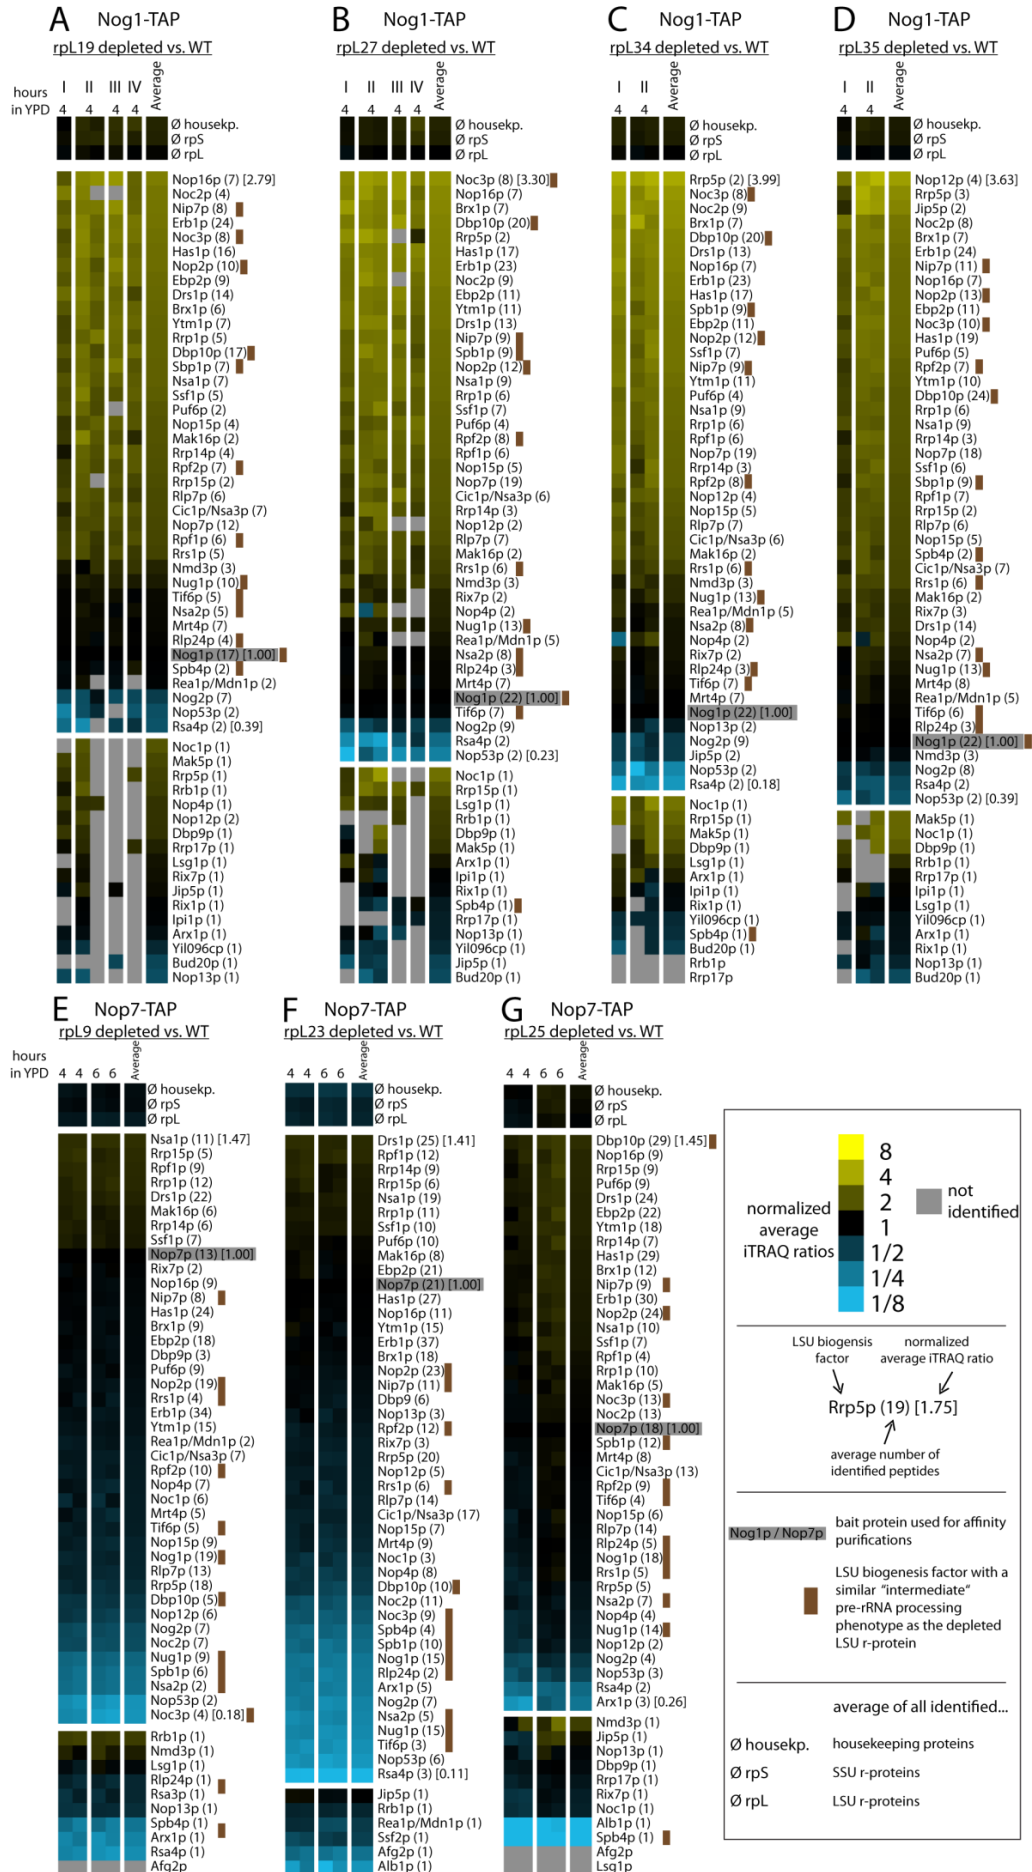 A Nog1-TAP
rpL19 depleted vs. WT
hours in YPD
I II III IV Average
4 4 4 4
Ø housekp.
Ø rpS
Ø rpL
Nop16p (7) [2.79]
Noc2p (4)
Nip7p (8)
Erb1p (24)
Noc3p (8)
Has1p (16)
Nop2p (10)
Ebp2p (9)
Drs1p (14)
Brx1p (6)
Ytm1p (7)
Rrp1p (5)
Dbp10p (17)
Sbp1p (7)
Nsa1p (7)
Ssf1p (5)
Puf6p (2)
Nop15p (4)
Mak16p (2)
Rrp14p (4)
Rpf2p (7)
Rrp15p (2)
Rlp7p (6)
Cic1p/Nsa3p (7)
Nop7p (12)
Rpf1p (6)
Rrs1p (5)
Nmd3p (3)
Nug1p (10)
Tif6p (5)
Nsa2p (5)
Mrt4p (7)
Rlp24p (4)
Nog1p (17) [1.00]
Spb4p (2)
Rea1p/Mdn1p (2)
Nog2p (7)
Nop53p (2)
Rsa4p (2) [0.39]
Noc1p (1)
Mak5p (1)
Rrp5p (1)
Rrb1p (1)
Nop4p (1)
Nop12p (2)
Dbp9p (1)
Rrp17p (1)
Lsg1p (1)
Rix7p (1)
Jip5p (1)
Rix1p (1)
Ipi1p (1)
Arx1p (1)
Yil096cp (1)
Bud20p (1)
Nop13p (1)
B Nog1-TAP
rpL27 depleted vs. WT
I II III IV Average
4 4 4 4
Ø housekp.
Ø rpS
Ø rpL
Noc3p (8) [3.30]
Nop16p (7)
Brx1p (7)
Dbp10p (20)
Rrp5p (2)
Has1p (17)
Erb1p (23)
Noc2p (9)
Ebp2p (11)
Ytm1p (11)
Drs1p (13)
Nip7p (9)
Spb1p (9)
Nop2p (12)
Nsa1p (9)
Rrp1p (6)
Ssf1p (7)
Puf6p (4)
Rpf2p (8)
Rpf1p (6)
Nop15p (5)
Nop7p (19)
Cic1p/Nsa3p (6)
Rrp14p (3)
Nop12p (2)
Rlp7p (7)
Mak16p (2)
Rrs1p (6)
Nmd3p (3)
Rix7p (2)
Nop4p (2)
Nug1p (13)
Rea1p/Mdn1p (5)
Nsa2p (8)
Rlp24p (3)
Mrt4p (7)
Nog1p (22) [1.00]
Tif6p (7)
Nog2p (9)
Rsa4p (2)
Nop53p (2) [0.23]
Noc1p (1)
Rrp15p (1)
Lsg1p (1)
Rrb1p (1)
Dbp9p (1)
Mak5p (1)
Arx1p (1)
Ipi1p (1)
Rix1p (1)
Spb4p (1)
Rrp17p (1)
Nop13p (1)
Yil096cp (1)
Jip5p (1)
Bud20p (1)
C Nog1-TAP
rpL34 depleted vs. WT
I II Average
4 4
Ø housekp.
Ø rpS
Ø rpL
Rrp5p (2) [3.99]
Noc3p (8)
Noc2p (9)
Brx1p (7)
Dbp10p (20)
Drs1p (13)
Nop16p (7)
Erb1p (23)
Has1p (17)
Spb1p (9)
Ebp2p (11)
Nop2p (12)
Ssf1p (7)
Nip7p (9)
Ytm1p (11)
Puf6p (4)
Nsa1p (9)
Rrp1p (6)
Rpf1p (6)
Nop7p (19)
Rrp14p (3)
Rpf2p (8)
Nop12p (4)
Nop15p (5)
Rlp7p (7)
Cic1p/Nsa3p (6)
Mak16p (2)
Rrs1p (6)
Nmd3p (3)
Nug1p (13)
Rea1p/Mdn1p (5)
Nsa2p (8)
Nop4p (2)
Rix7p (2)
Rlp24p (3)
Tif6p (7)
Mrt4p (7)
Nog1p (22) [1.00]
Nop13p (2)
Nog2p (9)
Jip5p (2)
Nop53p (2)
Rsa4p (2) [0.18]
Noc1p (1)
Rrp15p (1)
Mak5p (1)
Dbp9p (1)
Lsg1p (1)
Arx1p (1)
Ipi1p (1)
Rix1p (1)
Yil096cp (1)
Spb4p (1)
Bud20p (1)
Rrb1p
Rrp17p
D Nog1-TAP
rpL35 depleted vs. WT
I II Average
4 4
Ø housekp.
Ø rpS
Ø rpL
Nop12p (4) [3.63]
Rrp5p (3)
Jip5p (2)
Noc2p (8)
Brx1p (7)
Erb1p (24)
Nip7p (11)
Nop16p (7)
Nop2p (13)
Ebp2p (11)
Noc3p (10)
Has1p (19)
Puf6p (5)
Rpf2p (7)
Ytm1p (10)
Dbp10p (24)
Rrp1p (6)
Nsa1p (9)
Rrp14p (3)
Nop7p (18)
Ssf1p (6)
Sbp1p (9)
Rpf1p (7)
Rrp15p (2)
Rlp7p (6)
Nop15p (5)
Spb4p (2)
Cic1p/Nsa3p (7)
Rrs1p (6)
Mak16p (2)
Rix7p (3)
Drs1p (14)
Nop4p (2)
Nsa2p (7)
Nug1p (13)
Mrt4p (8)
Rea1p/Mdn1p (5)
Tif6p (6)
Rlp24p (3)
Nog1p (22) [1.00]
Nmd3p (3)
Nog2p (8)
Rsa4p (2)
Nop53p (2) [0.39]
Mak5p (1)
Noc1p (1)
Dbp9p (1)
Rrb1p (1)
Rrp17p (1)
Ipi1p (1)
Lsg1p (1)
Yil096cp (1)
Arx1p (1)
Rix1p (1)
Nop13p (1)
Bud20p (1)
E Nop7-TAP
rpL9 depleted vs. WT
hours in YPD
4 4 6 6 Average
Ø housekp.
Ø rpS
Ø rpL
Nsa1p (11) [1.47]
Rrp15p (5)
Rpf1p (9)
Rrp1p (12)
Drs1p (22)
Mak16p (6)
Rrp14p (6)
Ssf1p (7)
Nop7p (13) [1.00]
Rix7p (2)
Nop16p (9)
Nip7p (8)
Has1p (24)
Brx1p (9)
Ebp2p (18)
Dbp9p (3)
Puf6p (9)
Nop2p (19)
Rrs1p (4)
Erb1p (34)
Ytm1p (15)
Rea1p/Mdn1p (2)
Cic1p/Nsa3p (7)
Rpf2p (10)
Nop4p (7)
Noc1p (6)
Mrt4p (5)
Tif6p (5)
Nop15p (9)
Nog1p (19)
Rlp7p (13)
Rrp5p (18)
Dbp10p (5)
Nop12p (6)
Nog2p (7)
Noc2p (7)
Nug1p (9)
Spb1p (6)
Nsa2p (2)
Nop53p (2)
Noc3p (4) [0.18]
Rrb1p (1)
Nmd3p (1)
Lsg1p (1)
Rlp24p (1)
Rsa3p (1)
Nop13p (1)
Spb4p (1)
Arx1p (1)
Rsa4p (1)
Afg2p
F Nop7-TAP
rpL23 depleted vs. WT
4 4 6 6 Average
Ø housekp.
Ø rpS
Ø rpL
Drs1p (25) [1.41]
Rpf1p (12)
Rrp14p (9)
Rrp15p (6)
Nsa1p (19)
Rrp1p (11)
Ssf1p (10)
Puf6p (10)
Mak16p (8)
Ebp2p (21)
Nop7p (21) [1.00]
Has1p (27)
Nop16p (11)
Ytm1p (15)
Erb1p (37)
Brx1p (18)
Nop2p (23)
Nip7p (11)
Dbp9 (6)
Nop13p (3)
Rpf2p (12)
Rix7p (3)
Rrp5p (20)
Nop12p (5)
Rrs1p (6)
Rlp7p (14)
Cic1p/Nsa3p (17)
Nop15p (7)
Mrt4p (9)
Noc1p (3)
Nop4p (8)
Dbp10p (10)
Noc2p (11)
Noc3p (9)
Spb4p (4)
Spb1p (10)
Nog1p (15)
Rlp24p (2)
Arx1p (5)
Nog2p (7)
Nsa2p (5)
Nug1p (15)
Tif6p (3)
Nop53p (6)
Rsa4p (3) [0.11]
Jip5p (1)
Rrb1p (1)
Rea1p/Mdn1p (1)
Ssf2p (1)
Afg2p (1)
Alb1p (1)
G Nop7-TAP
rpL25 depleted vs. WT
4 4 6 6 Average
Ø housekp.
Ø rpS
Ø rpL
Dbp10p (29) [1.45]
Nop16p (9)
Rrp15p (9)
Puf6p (9)
Drs1p (24)
Ebp2p (22)
Ytm1p (18)
Rrp14p (7)
Has1p (29)
Brx1p (12)
Nip7p (9)
Erb1p (30)
Nop2p (24)
Nsa1p (10)
Ssf1p (7)
Rpf1p (4)
Rrp1p (10)
Mak16p (5)
Noc3p (13)
Noc2p (13)
Nop7p (18) [1.00]
Spb1p (12)
Mrt4p (8)
Cic1p/Nsa3p (13)
Rpf2p (9)
Tif6p (4)
Nop15p (6)
Rlp7p (14)
Rlp24p (5)
Nog1p (18)
Rrs1p (5)
Rrp5p (5)
Nsa2p (7)
Nop4p (4)
Nug1p (14)
Nop12p (2)
Nog2p (4)
Nop53p (3)
Rsa4p (2)
Arx1p (3) [0.26]
Nmd3p (1)
Jip5p (1)
Nop13p (1)
Dbp9p (1)
Rrp17p (1)
Rix7p (1)
Noc1p (1)
Alb1p (1)
Spb4p (1)
Afg2p
Lsg1p
normalized
average
iTRAQ ratios
8
4
2
1
1/2
1/4
1/8
not
identified
LSU biogensis
factor
normalized
average iTRAQ ratio
Rrp5p (19) [1.75]
average number of
identified peptides
Nog1p / Nop7p
bait protein used for affinity
purifications
LSU biogenesis factor with a
similar “intermediate“
pre-rRNA processing
phenotype as the depleted
LSU r-protein
average of all identified...
Ø housekp. housekeeping proteins
Ø rpS SSU r-proteins
Ø rpL LSU r-proteins